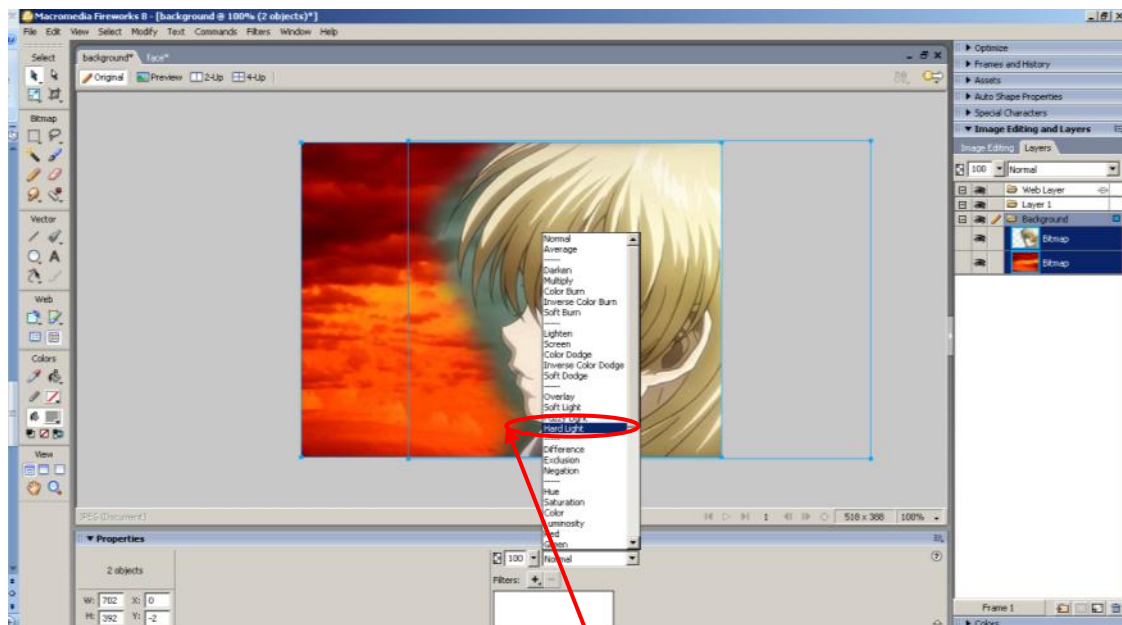 Macromedia Fireworks 8 - [background @ 100% (2 objects)*]
File Edit View Select Modify Text Commands Filters Window Help
Select
background* face*
Original Preview 2-Up 4-Up
Bitmap
Vector
Web
Colors
View
Optimize
Frames and History
Assets
Auto Shape Properties
Special Characters
Image Editing and Layers
Image Editing Layers
100 Normal
Web Layer
Layer 1
Background
Bitmap
Bitmap
Normal
Average
Darken
Multiply
Color Burn
Inverse Color Burn
Soft Burn
Lighten
Screen
Color Dodge
Inverse Color Dodge
Soft Dodge
Overlay
Soft Light
Hard Light
Difference
Exclusion
Negation
Hue
Saturation
Color
Luminosity
Red
Green
JPEG (Document)
1 518 x 388 100%
Properties
2 objects
100 Normal
Filters:
W: 702 X: 0
H: 392 Y: -2
Frame 1
Colors